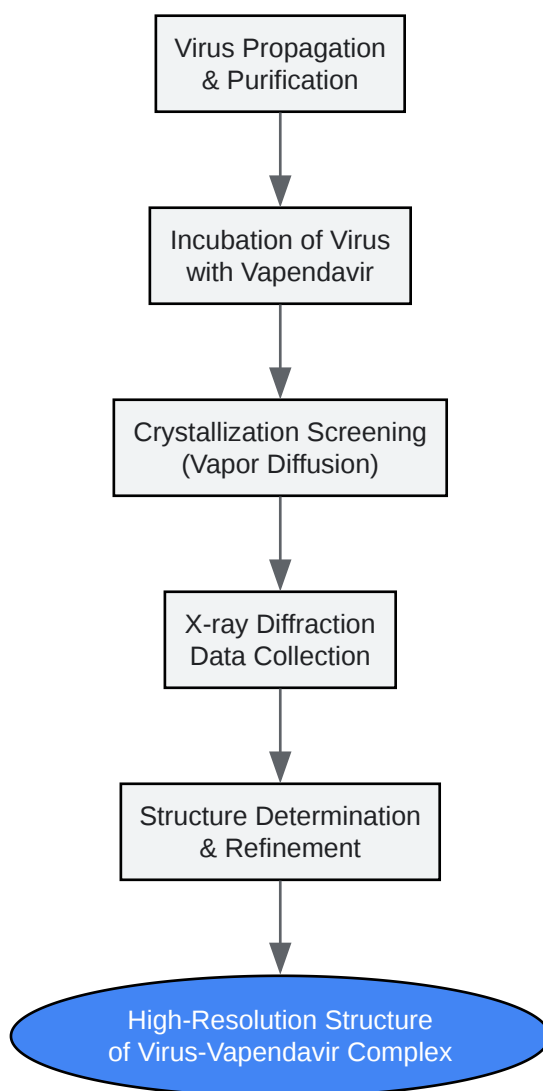 Virus Propagation
& Purification
Incubation of Virus
with Vapendavir
Crystallization Screening
(Vapor Diffusion)
X-ray Diffraction
Data Collection
Structure Determination
& Refinement
High-Resolution Structure
of Virus-Vapendavir Complex